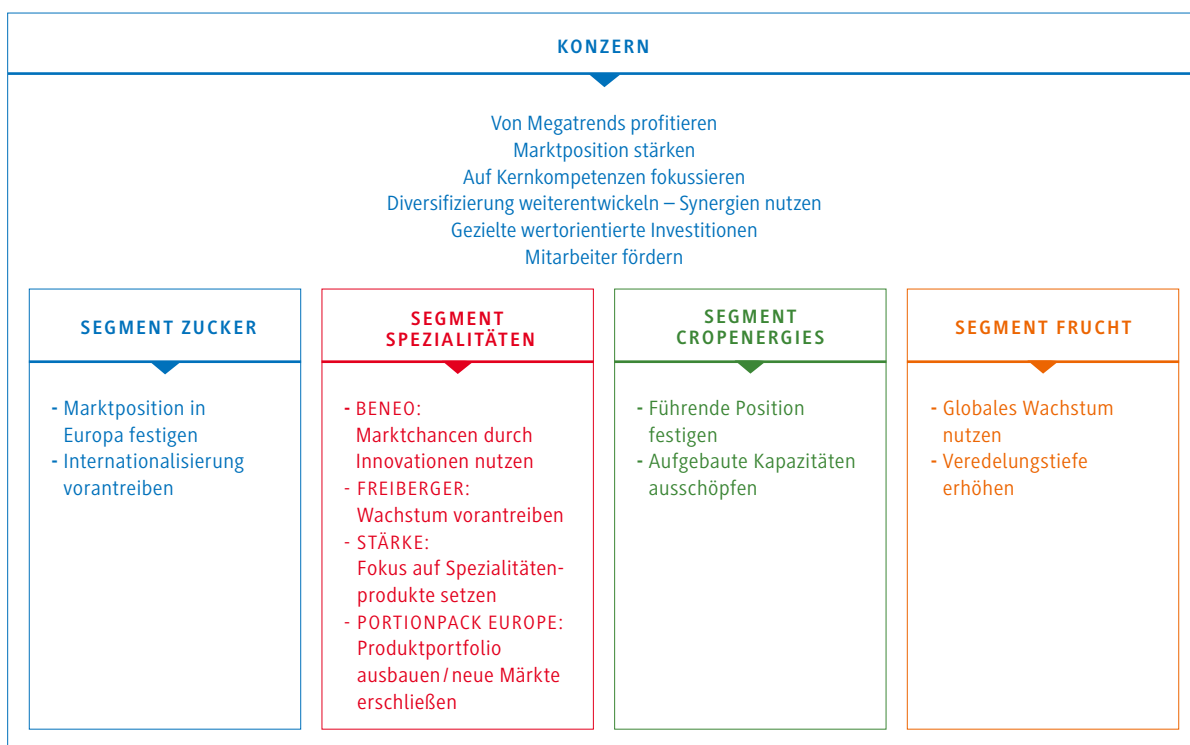 KONZERN
Von Megatrends profitieren
Marktposition stärken
Auf Kernkompetenzen fokussieren
Diversifizierung weiterentwickeln – Synergien nutzen
Gezielte wertorientierte Investitionen
Mitarbeiter fördern
SEGMENT ZUCKER
- Marktposition in
Europa festigen
- Internationalisierung
vorantreiben
SEGMENT
SPEZIALITÄTEN
- BENEO:
Marktchancen durch
Innovationen nutzen
- FREIBERGER:
Wachstum vorantreiben
- STÄRKE:
Fokus auf Spezialitäten-
produkte setzen
- PORTIONPACK EUROPE:
Produktportfolio
ausbauen/neue Märkte
erschließen
SEGMENT
CROPENERGIES
- Führende Position
festigen
- Aufgebaute Kapazitäten
ausschöpfen
SEGMENT FRUCHT
- Globales Wachstum
nutzen
- Veredelungstiefe
erhöhen